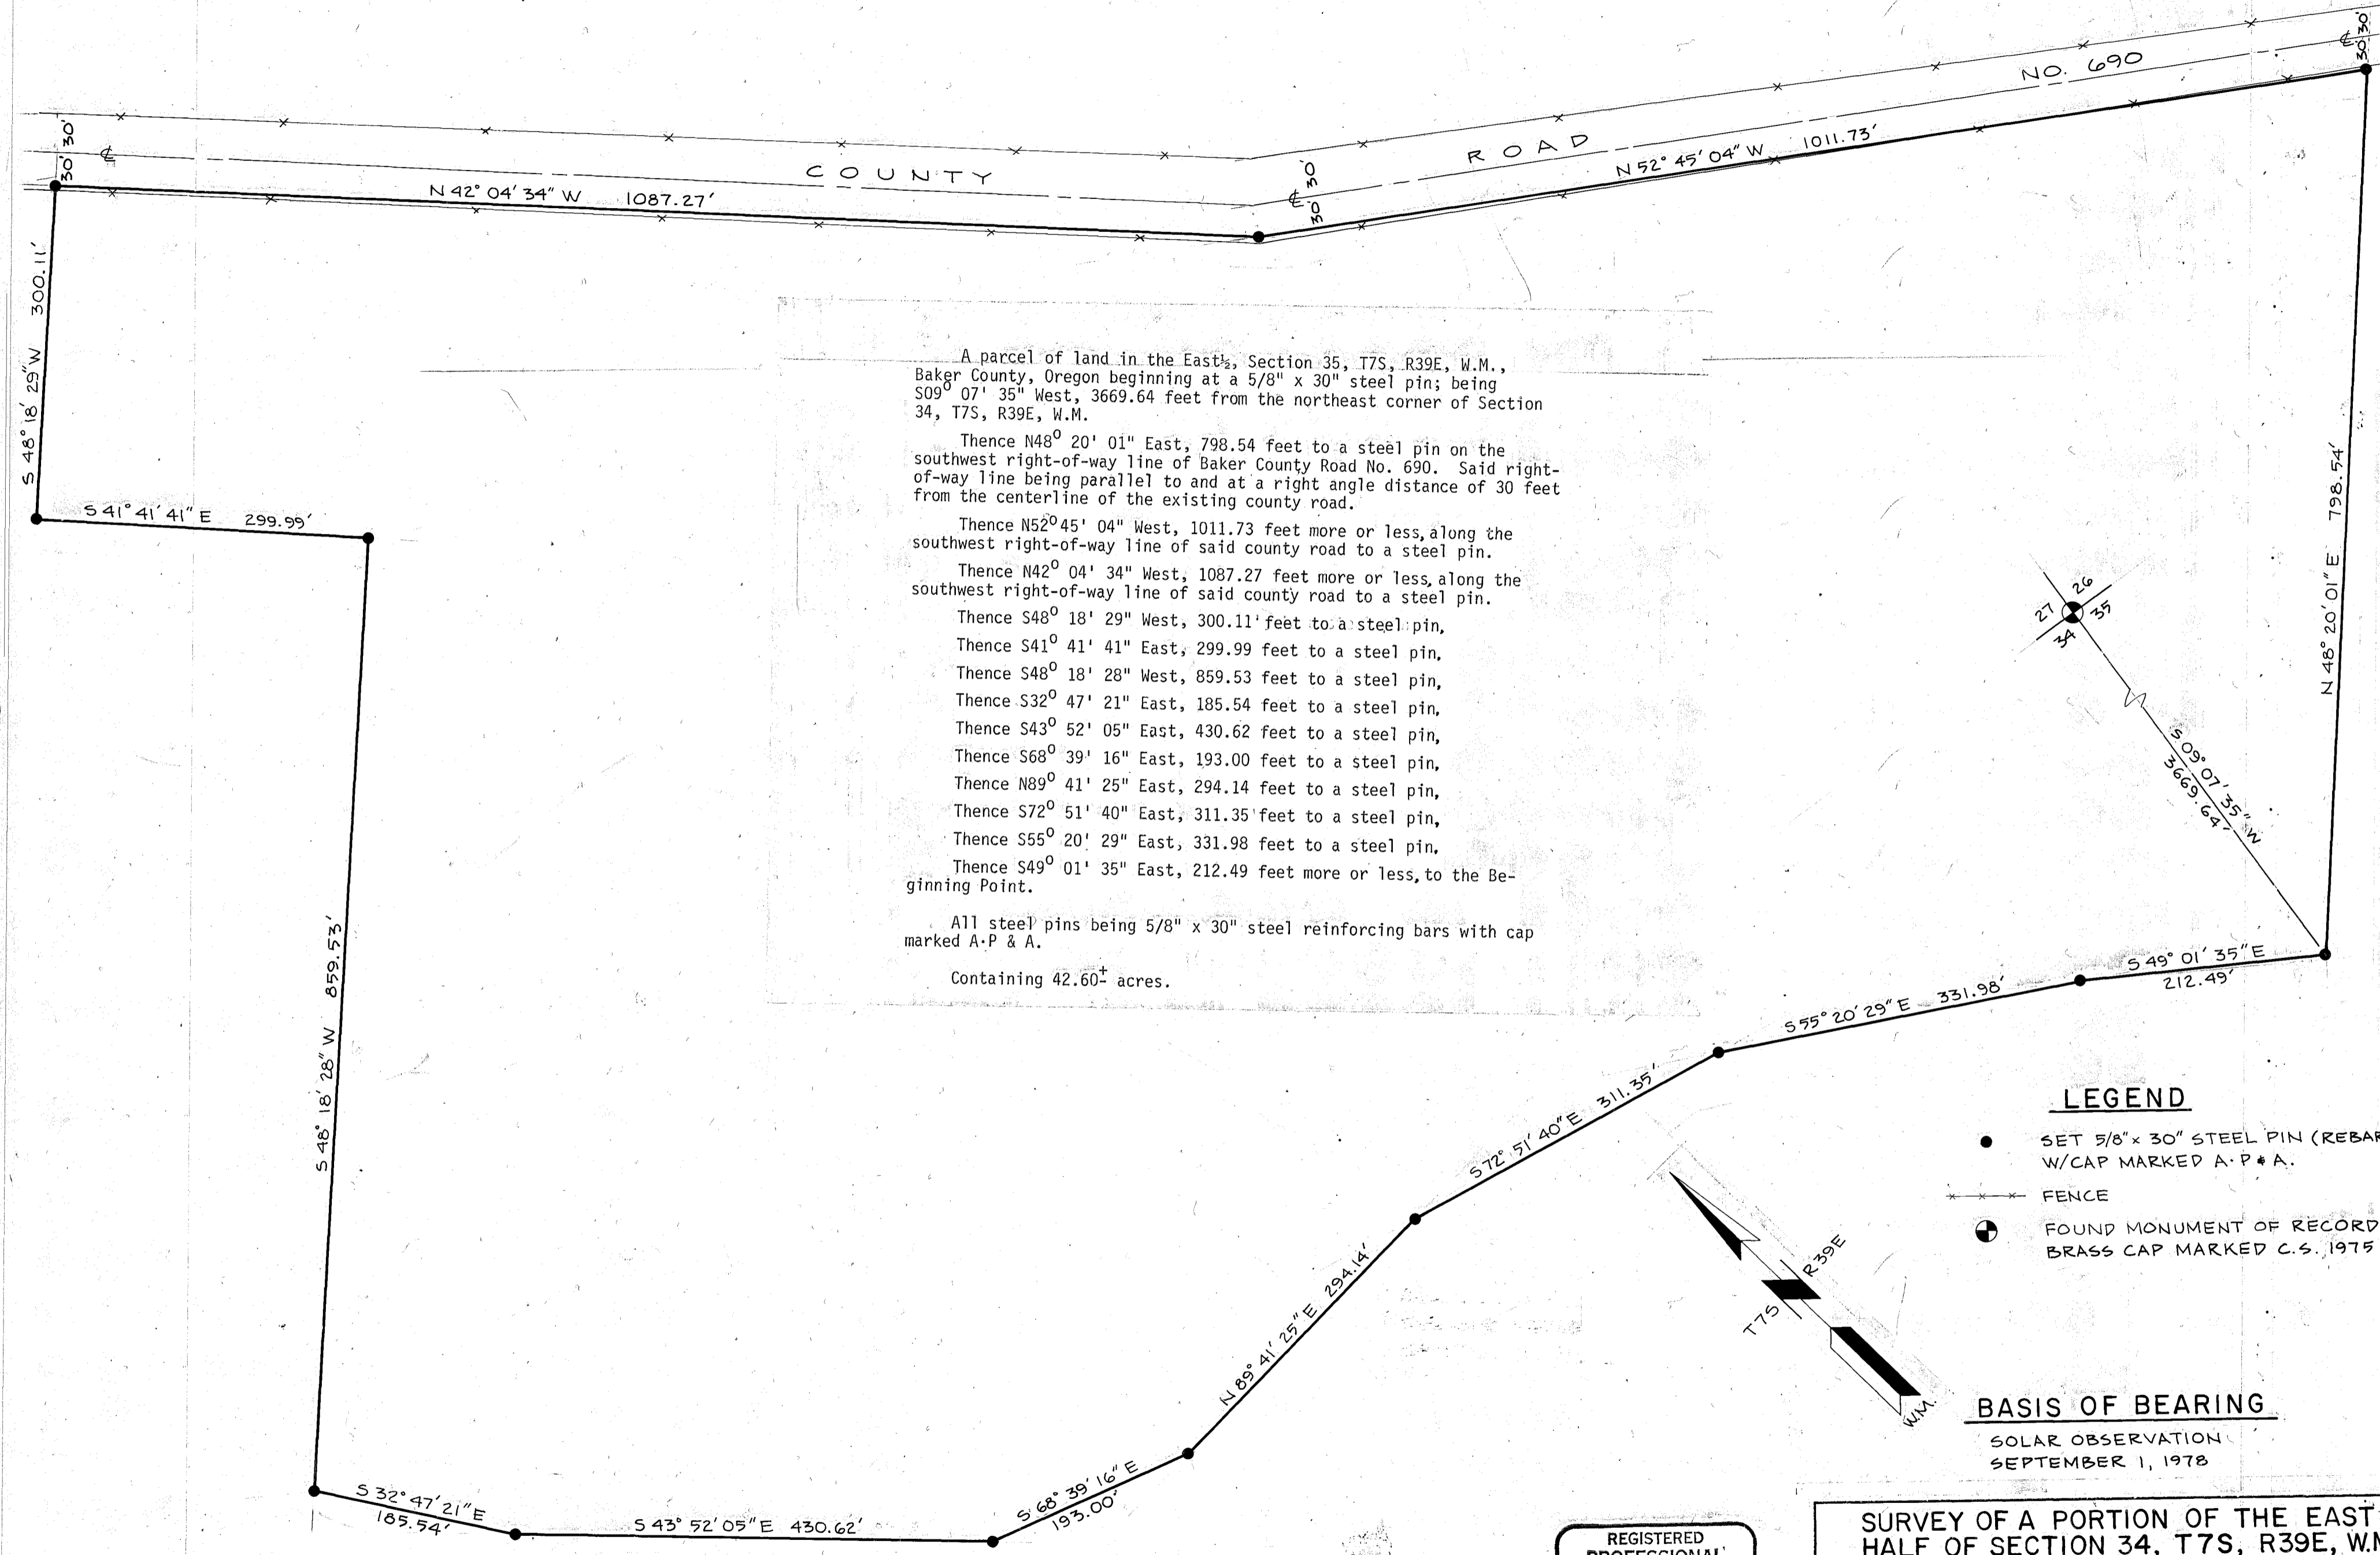 30' 30'
℄
COUNTY
ROAD
NO. 690
℄
30' 30'
℄
30' 30'
N 42° 04' 34" W 1087.27'
N 52° 45' 04" W 1011.73'
S 48° 18' 29" W 300.11'
S 41° 41' 41" E 299.99'
S 48° 18' 28" W 859.53'
A parcel of land in the East½, Section 35, T7S, R39E, W.M.,
Baker County, Oregon beginning at a 5/8" x 30" steel pin; being
S09° 07' 35" West, 3669.64 feet from the northeast corner of Section
34, T7S, R39E, W.M.
Thence N48° 20' 01" East, 798.54 feet to a steel pin on the
southwest right-of-way line of Baker County Road No. 690. Said right-
of-way line being parallel to and at a right angle distance of 30 feet
from the centerline of the existing county road.
Thence N52° 45' 04" West, 1011.73 feet more or less, along the
southwest right-of-way line of said county road to a steel pin.
Thence N42° 04' 34" West, 1087.27 feet more or less, along the
southwest right-of-way line of said county road to a steel pin.
Thence S48° 18' 29" West, 300.11 feet to a steel pin,
Thence S41° 41' 41" East, 299.99 feet to a steel pin,
Thence S48° 18' 28" West, 859.53 feet to a steel pin,
Thence S32° 47' 21" East, 185.54 feet to a steel pin,
Thence S43° 52' 05" East, 430.62 feet to a steel pin,
Thence S68° 39' 16" East, 193.00 feet to a steel pin,
Thence N89° 41' 25" East, 294.14 feet to a steel pin,
Thence S72° 51' 40" East, 311.35 feet to a steel pin,
Thence S55° 20' 29" East, 331.98 feet to a steel pin,
Thence S49° 01' 35" East, 212.49 feet more or less, to the Be-
ginning Point.
All steel pins being 5/8" x 30" steel reinforcing bars with cap
marked A·P & A.
Containing 42.60± acres.
27 26
34 35
S 09° 07' 35" W
3669.64'
N 48° 20' 01" E 798.54'
S 49° 01' 35" E
212.49'
S 55° 20' 29" E 331.98'
S 72° 51' 40" E 311.35'
N 89° 41' 25" E 294.14'
S 68° 39' 16" E
193.00'
S 43° 52' 05" E 430.62'
S 32° 47' 21" E
185.54'
LEGEND
SET 5/8" x 30" STEEL PIN (REBAR
W/CAP MARKED A·P & A.
FENCE
FOUND MONUMENT OF RECORD
BRASS CAP MARKED C.S. 1975
T7S R39E
W.M.
BASIS OF BEARING
SOLAR OBSERVATION
SEPTEMBER 1, 1978
REGISTERED
PROFESSIONAL
SURVEY OF A PORTION OF THE EAST
HALF OF SECTION 34, T7S, R39E, W.M